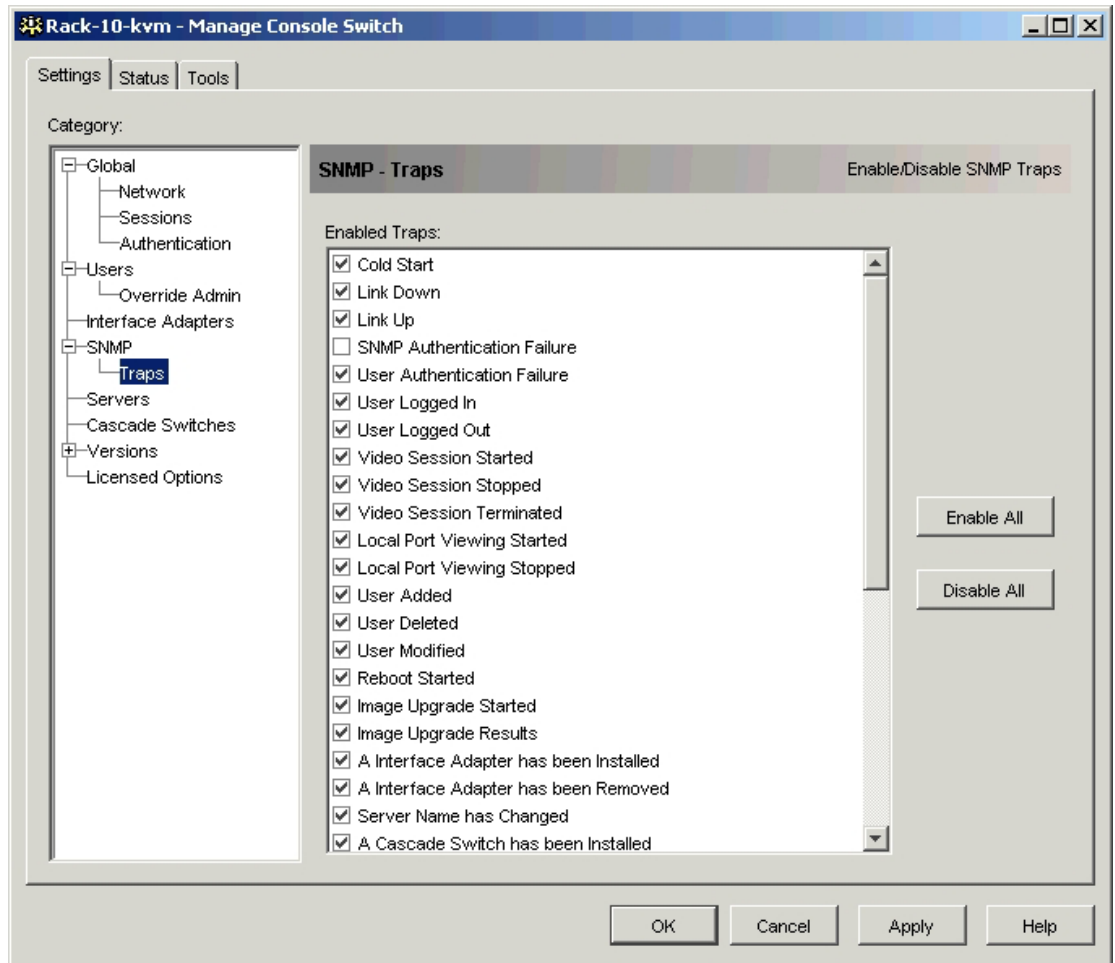 Rack-10-kvm - Manage Console Switch
Settings
Status
Tools
Category:
Global
Network
Sessions
Authentication
Users
Override Admin
Interface Adapters
SNMP
Traps
Servers
Cascade Switches
Versions
Licensed Options
SNMP - Traps
Enable/Disable SNMP Traps
Enabled Traps:
Cold Start
Link Down
Link Up
SNMP Authentication Failure
User Authentication Failure
User Logged In
User Logged Out
Video Session Started
Video Session Stopped
Video Session Terminated
Local Port Viewing Started
Local Port Viewing Stopped
User Added
User Deleted
User Modified
Reboot Started
Image Upgrade Started
Image Upgrade Results
A Interface Adapter has been Installed
A Interface Adapter has been Removed
Server Name has Changed
A Cascade Switch has been Installed
Enable All
Disable All
OK
Cancel
Apply
Help